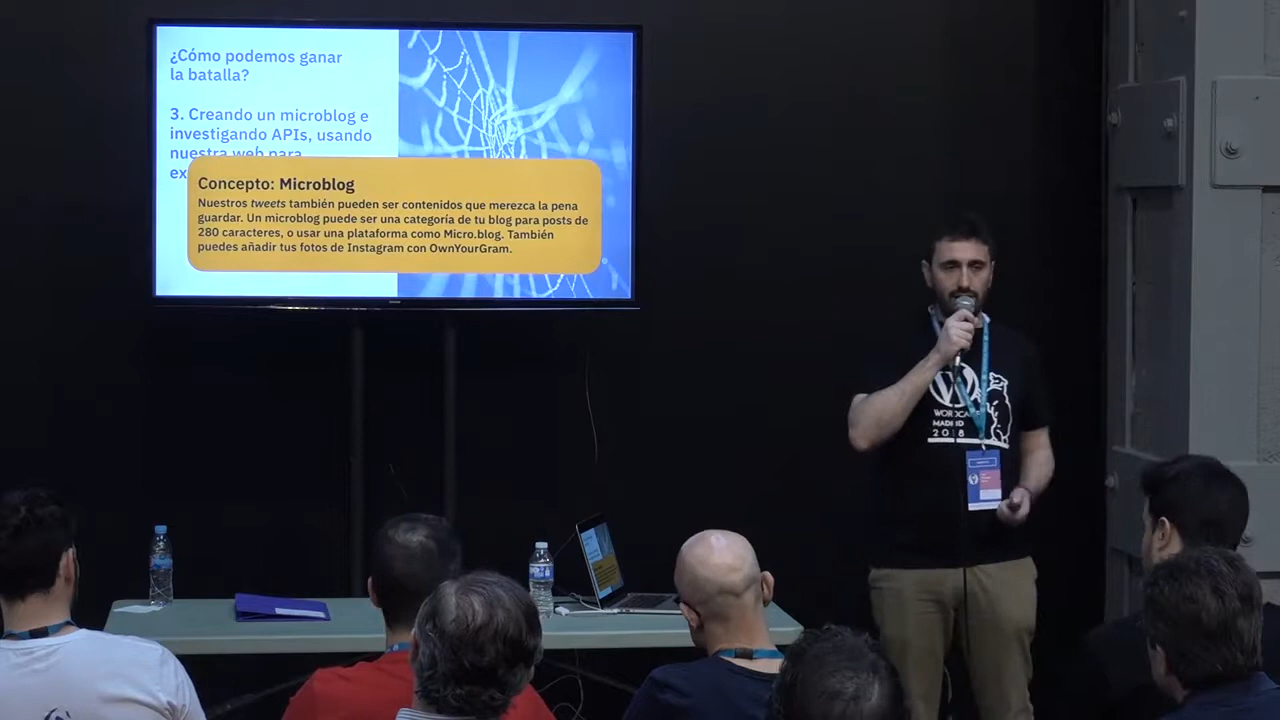 ¿Cómo podemos ganar
la batalla?
3. Creando un microblog e
investigando APIs, usando
nuestra web para
Concepto: Microblog
Nuestros tweets también pueden ser contenidos que merezca la pena
guardar. Un microblog puede ser una categoría de tu blog para posts de
280 caracteres, o usar una plataforma como Micro.blog. También
puedes añadir tus fotos de Instagram con OwnYourGram.
MADRID
2018